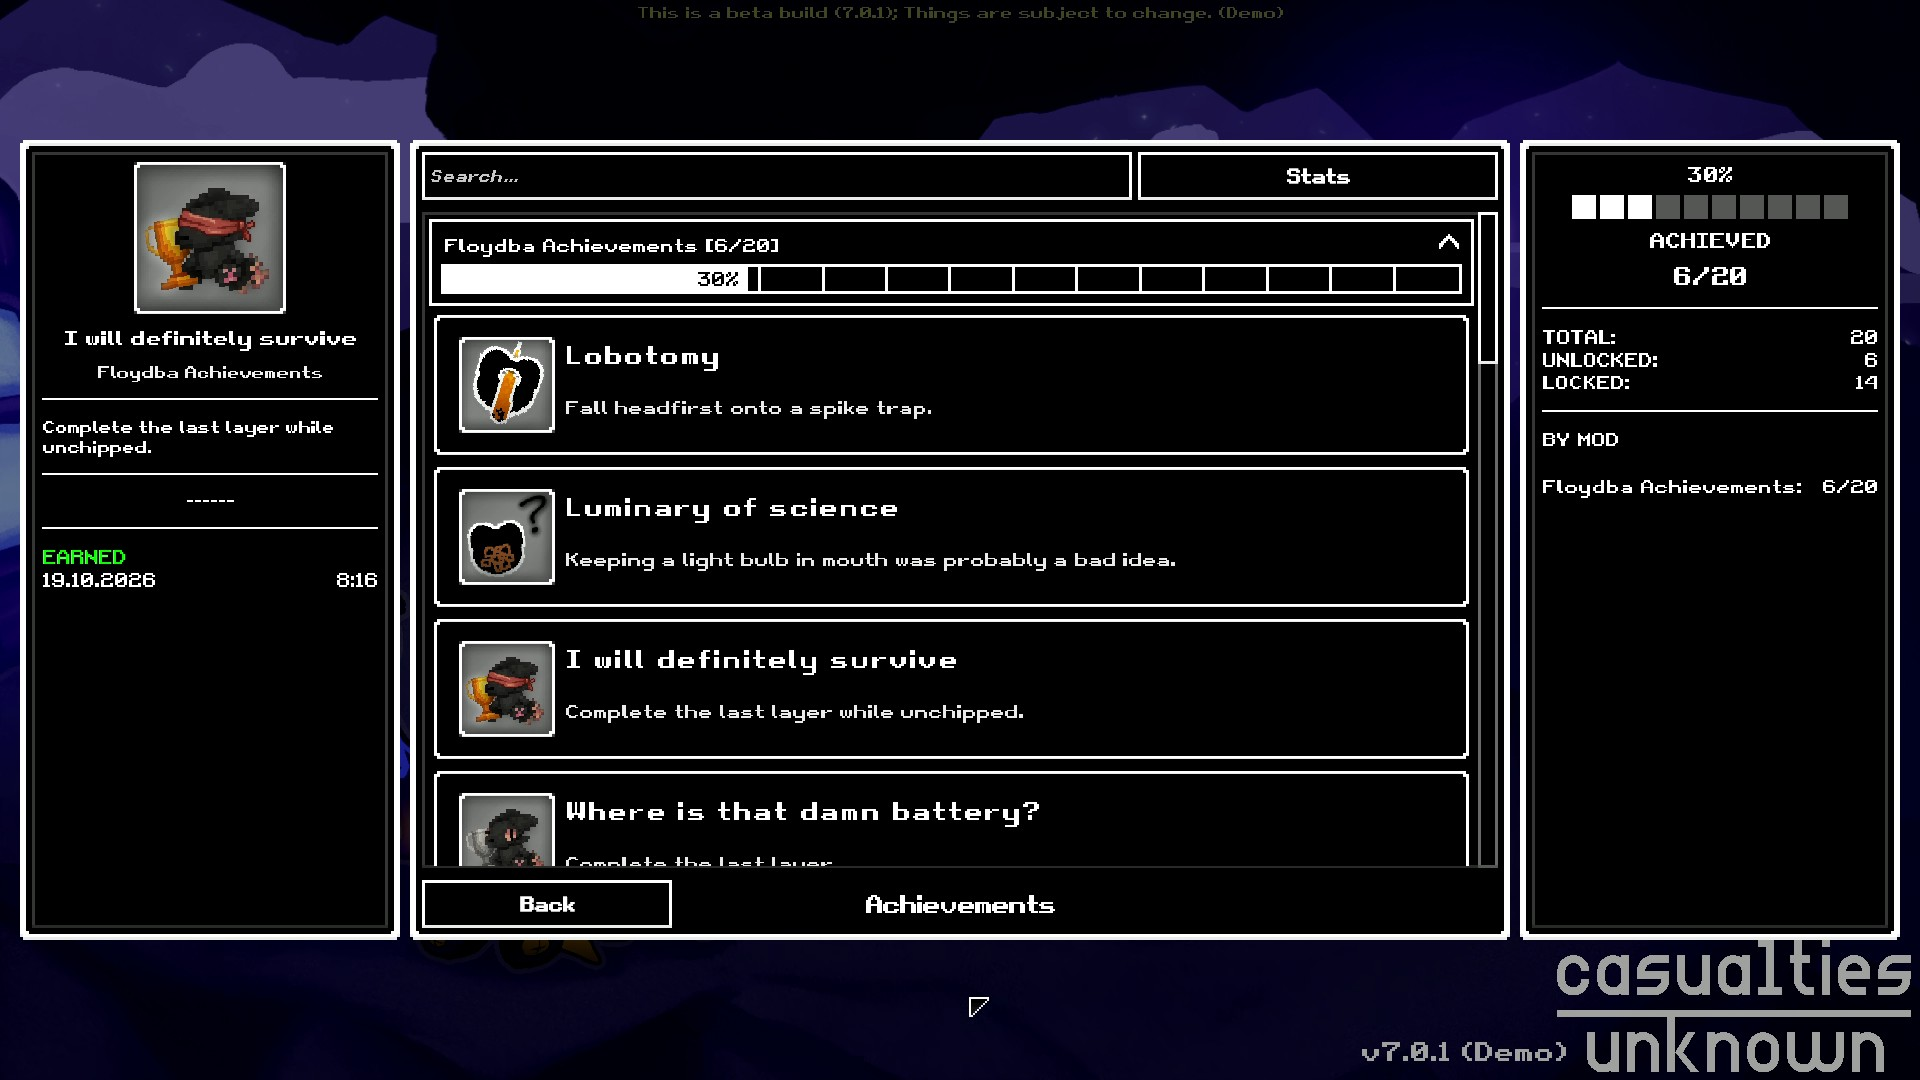 This is a beta build (7.0.1); Things are subject to change. (Demo)
I will definitely survive
Floydba Achievements
Complete the last layer while
unchipped.
------
EARNED
19.10.2026 8:16
Search...
Stats
Floydba Achievements [6/20]
30%
Lobotomy
Fall headfirst onto a spike trap.
Luminary of science
Keeping a light bulb in mouth was probably a bad idea.
I will definitely survive
Complete the last layer while unchipped.
Where is that damn battery?
Complete the last layer
Back
Achievements
30%
ACHIEVED
6/20
TOTAL: 20
UNLOCKED: 6
LOCKED: 14
BY MOD
Floydba Achievements: 6/20
casualties
unknown
v7.0.1 (Demo)